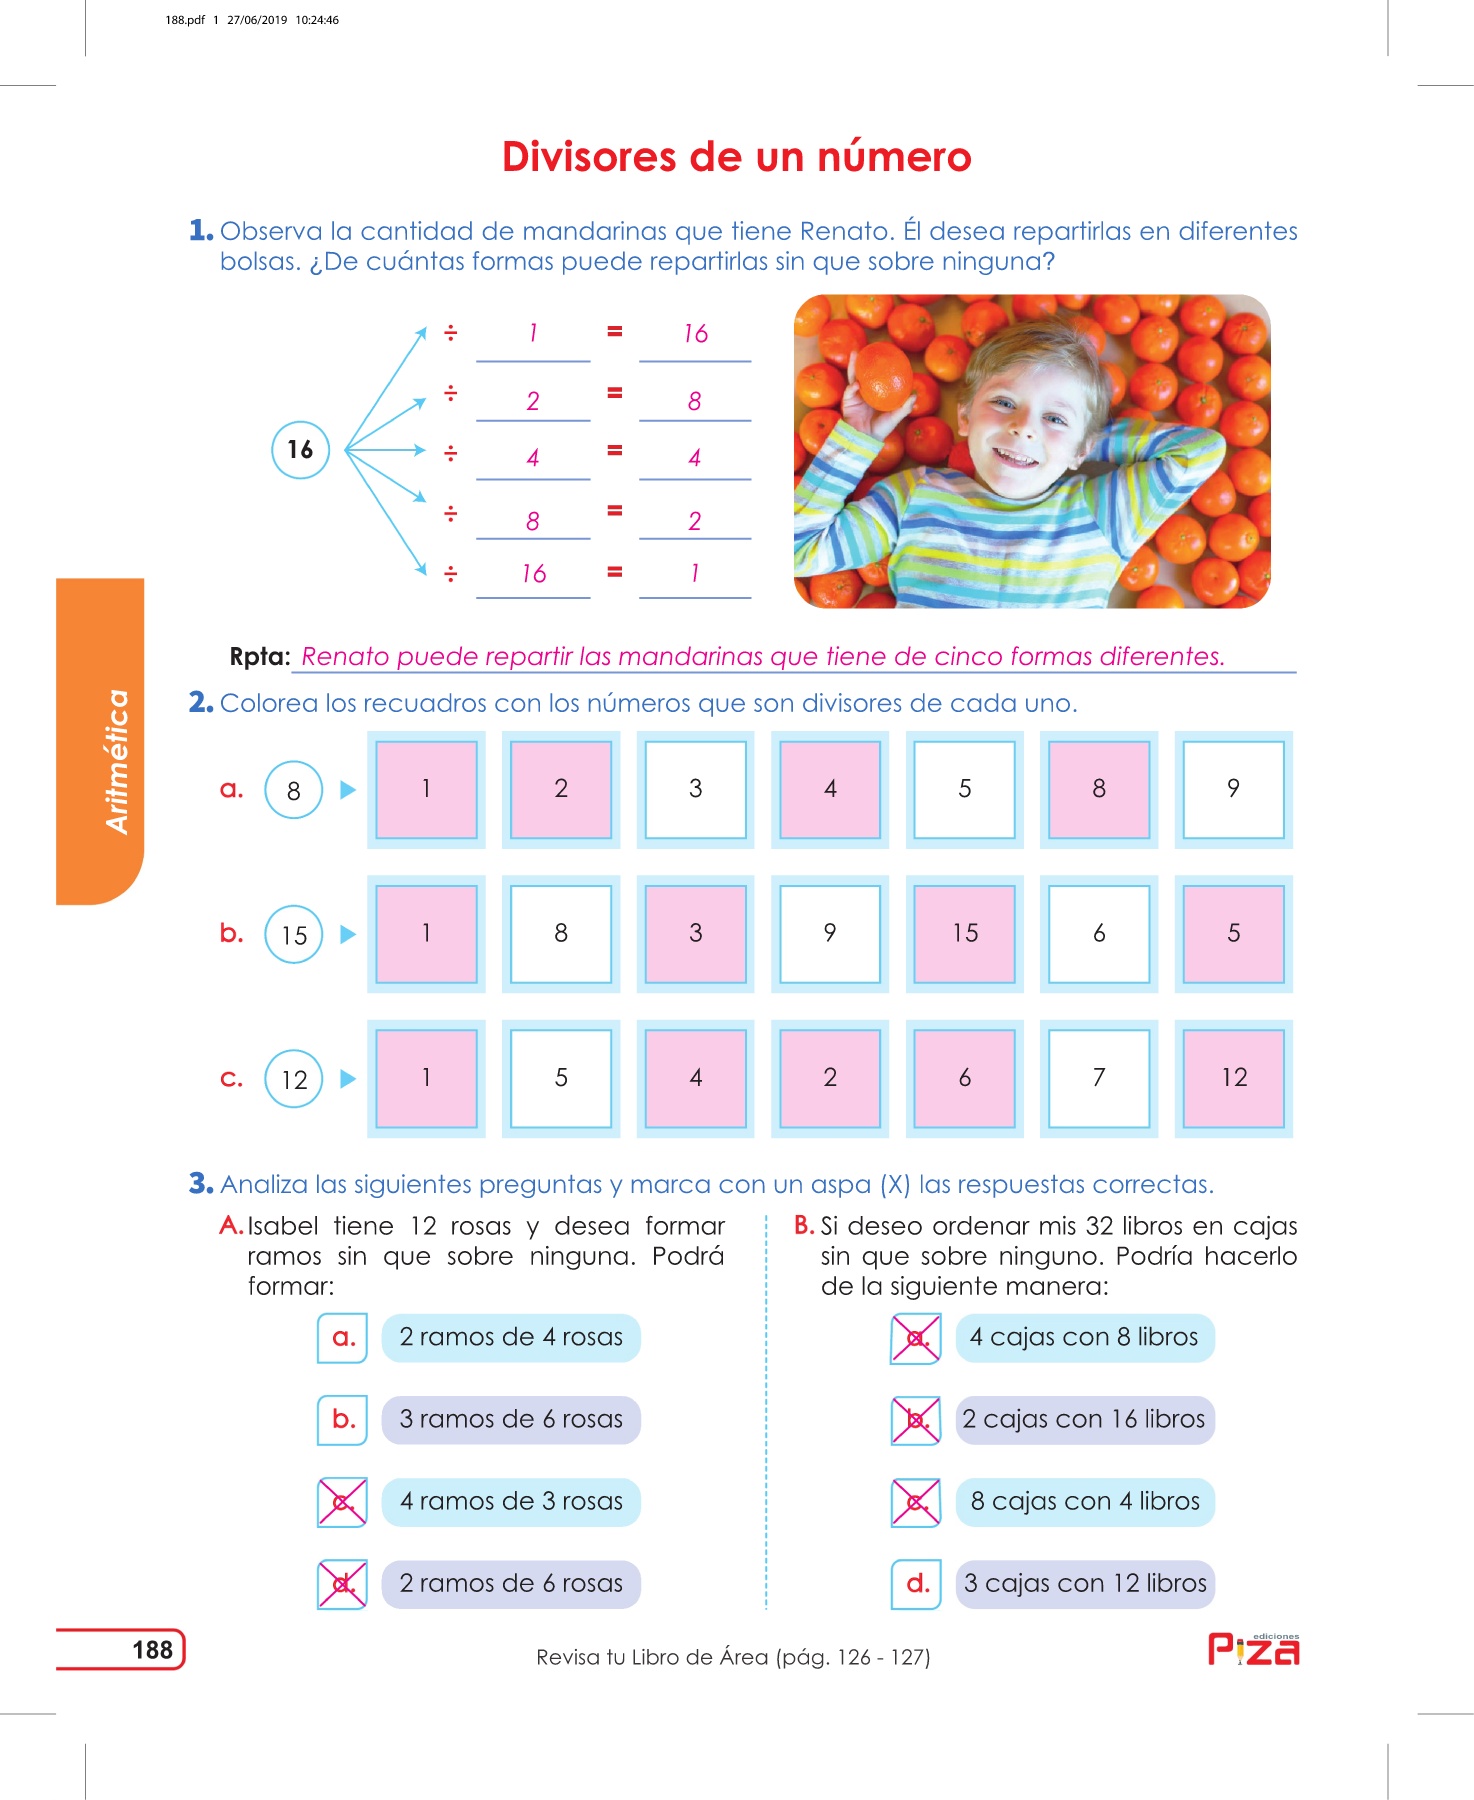 188.pdf 1 27/06/2019 10:24:46
Divisores de un número
1. Observa la cantidad de mandarinas que tiene Renato. Él desea repartirlas en diferentes
bolsas. ¿De cuántas formas puede repartirlas sin que sobre ninguna?
÷ 1 = 16
÷ 2 = 8
16 ÷ 4 = 4
÷ 8 = 2
÷ 16 = 1
Rpta: Renato puede repartir las mandarinas que tiene de cinco formas diferentes.
2. Colorea los recuadros con los números que son divisores de cada uno.
a. 8 1 2 3 4 5 8 9
b. 15 1 8 3 9 15 6 5
c. 12 1 5 4 2 6 7 12
Aritmética
3. Analiza las siguientes preguntas y marca con un aspa (X) las respuestas correctas.
A. Isabel tiene 12 rosas y desea formar
ramos sin que sobre ninguna. Podrá
formar:
a. 2 ramos de 4 rosas
b. 3 ramos de 6 rosas
c. 4 ramos de 3 rosas
d. 2 ramos de 6 rosas
B. Si deseo ordenar mis 32 libros en cajas
sin que sobre ninguno. Podría hacerlo
de la siguiente manera:
a. 4 cajas con 8 libros
b. 2 cajas con 16 libros
c. 8 cajas con 4 libros
d. 3 cajas con 12 libros
188
Revisa tu Libro de Área (pág. 126 - 127)
ediciones
Piza